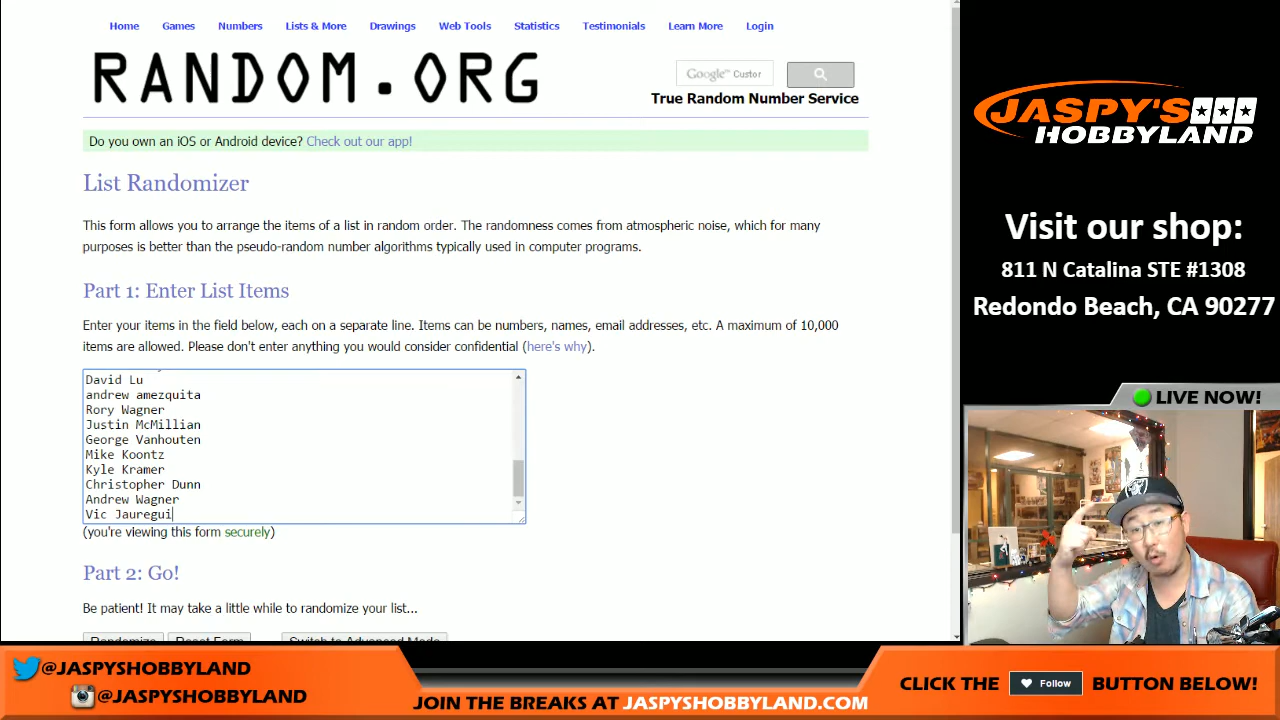 Home Games Numbers Lists & More Drawings Web Tools Statistics Testimonials Learn More Login
RANDOM.ORG
Google™ Custor
True Random Number Service
Do you own an iOS or Android device? Check out our app!
List Randomizer
This form allows you to arrange the items of a list in random order. The randomness comes from atmospheric noise, which for many
purposes is better than the pseudo-random number algorithms typically used in computer programs.
Part 1: Enter List Items
Enter your items in the field below, each on a separate line. Items can be numbers, names, email addresses, etc. A maximum of 10,000
items are allowed. Please don't enter anything you would consider confidential (here's why).
David Lu
andrew amezquita
Rory Wagner
Justin McMillian
George Vanhouten
Mike Koontz
Kyle Kramer
Christopher Dunn
Andrew Wagner
Vic Jauregui
(you're viewing this form securely)
Part 2: Go!
Be patient! It may take a little while to randomize your list...
Randomize Reset Form Switch to Advanced Mode
JASPY'S
HOBBYLAND
Visit our shop:
811 N Catalina STE #1308
Redondo Beach, CA 90277
LIVE NOW!
@JASPYSHOBBYLAND
@JASPYSHOBBYLAND
JOIN THE BREAKS AT JASPYSHOBBYLAND.COM
CLICK THE Follow BUTTON BELOW!